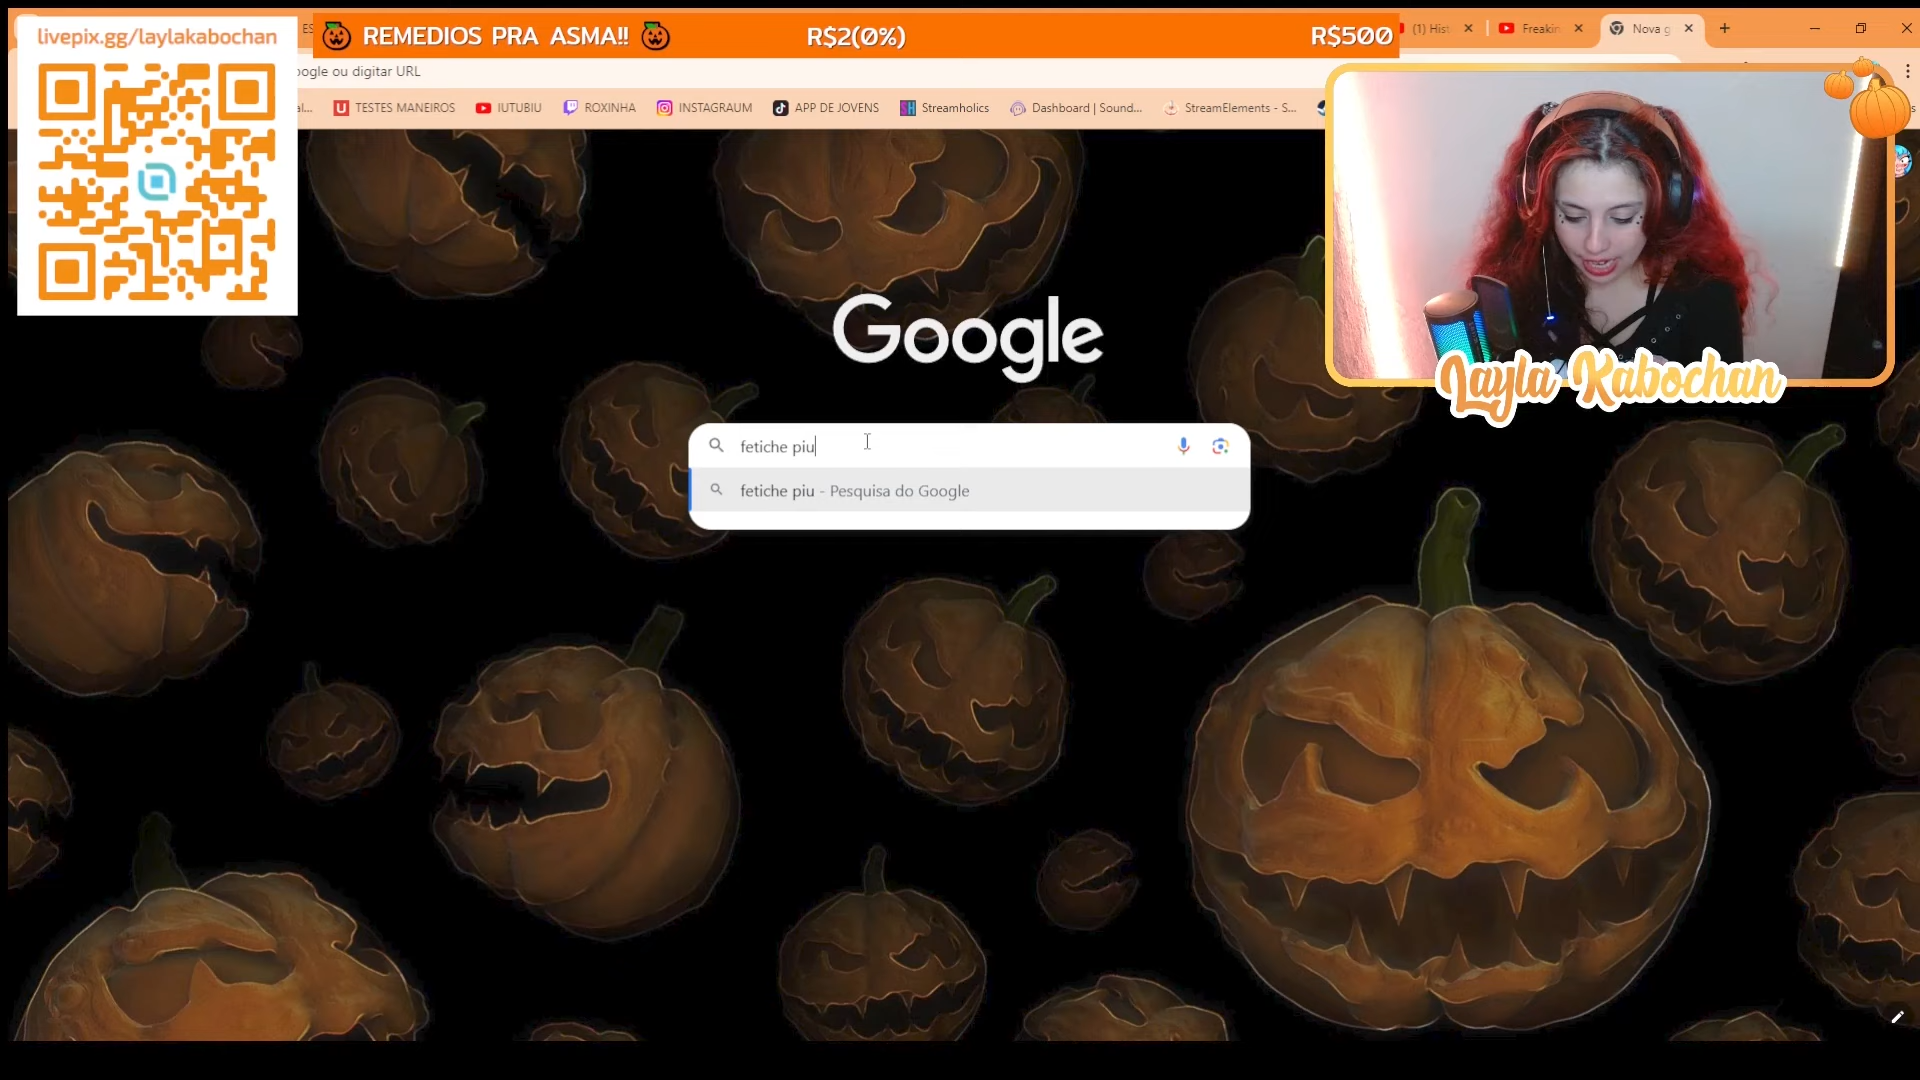 livepix.gg/laylakabochan
REMEDIOS PRA ASMA!!
R$2(0%)
R$500
(1) Hist
Freakin
Nova g
oogle ou digitar URL
TESTES MANEIROS
IUTUBIU
ROXINHA
INSTAGRAUM
APP DE JOVENS
Streamholics
Dashboard | Sound...
StreamElements - S...
Layla Kabochan
Google
fetiche piu
fetiche piu - Pesquisa do Google